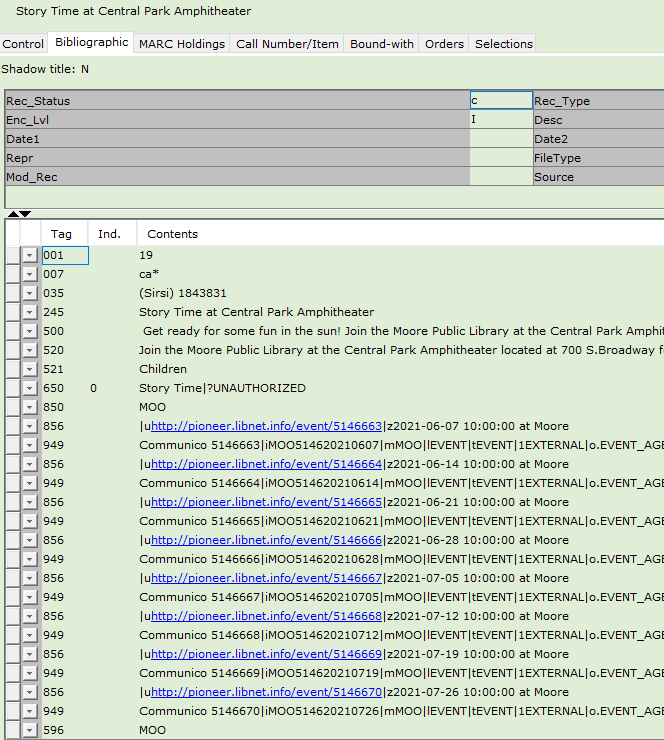 Story Time at Central Park Amphitheater
Control Bibliographic MARC Holdings Call Number/Item Bound-with Orders Selections
Shadow title: N
Rec_Status c Rec_Type
Enc_Lvl I Desc
Date1 Date2
Repr FileType
Mod_Rec Source
Tag Ind. Contents
001 19
007 ca*
035 (Sirsi) 1843831
245 Story Time at Central Park Amphitheater
500 Get ready for some fun in the sun! Join the Moore Public Library at the Central Park Amphit
520 Join the Moore Public Library at the Central Park Amphitheater located at 700 S.Broadway f
521 Children
650 0 Story Time|?UNAUTHORIZED
850 MOO
856 |uhttp://pioneer.libnet.info/event/5146663|z2021-06-07 10:00:00 at Moore
949 Communico 5146663|iMOO514620210607|mMOO|lEVENT|tEVENT|1EXTERNAL|o.EVENT_AGE
856 |uhttp://pioneer.libnet.info/event/5146664|z2021-06-14 10:00:00 at Moore
949 Communico 5146664|iMOO514620210614|mMOO|lEVENT|tEVENT|1EXTERNAL|o.EVENT_AGE
856 |uhttp://pioneer.libnet.info/event/5146665|z2021-06-21 10:00:00 at Moore
949 Communico 5146665|iMOO514620210621|mMOO|lEVENT|tEVENT|1EXTERNAL|o.EVENT_AGE
856 |uhttp://pioneer.libnet.info/event/5146666|z2021-06-28 10:00:00 at Moore
949 Communico 5146666|iMOO514620210628|mMOO|lEVENT|tEVENT|1EXTERNAL|o.EVENT_AGE
856 |uhttp://pioneer.libnet.info/event/5146667|z2021-07-05 10:00:00 at Moore
949 Communico 5146667|iMOO514620210705|mMOO|lEVENT|tEVENT|1EXTERNAL|o.EVENT_AGE
856 |uhttp://pioneer.libnet.info/event/5146668|z2021-07-12 10:00:00 at Moore
949 Communico 5146668|iMOO514620210712|mMOO|lEVENT|tEVENT|1EXTERNAL|o.EVENT_AGE
856 |uhttp://pioneer.libnet.info/event/5146669|z2021-07-19 10:00:00 at Moore
949 Communico 5146669|iMOO514620210719|mMOO|lEVENT|tEVENT|1EXTERNAL|o.EVENT_AGE
856 |uhttp://pioneer.libnet.info/event/5146670|z2021-07-26 10:00:00 at Moore
949 Communico 5146670|iMOO514620210726|mMOO|lEVENT|tEVENT|1EXTERNAL|o.EVENT_AGE
596 MOO